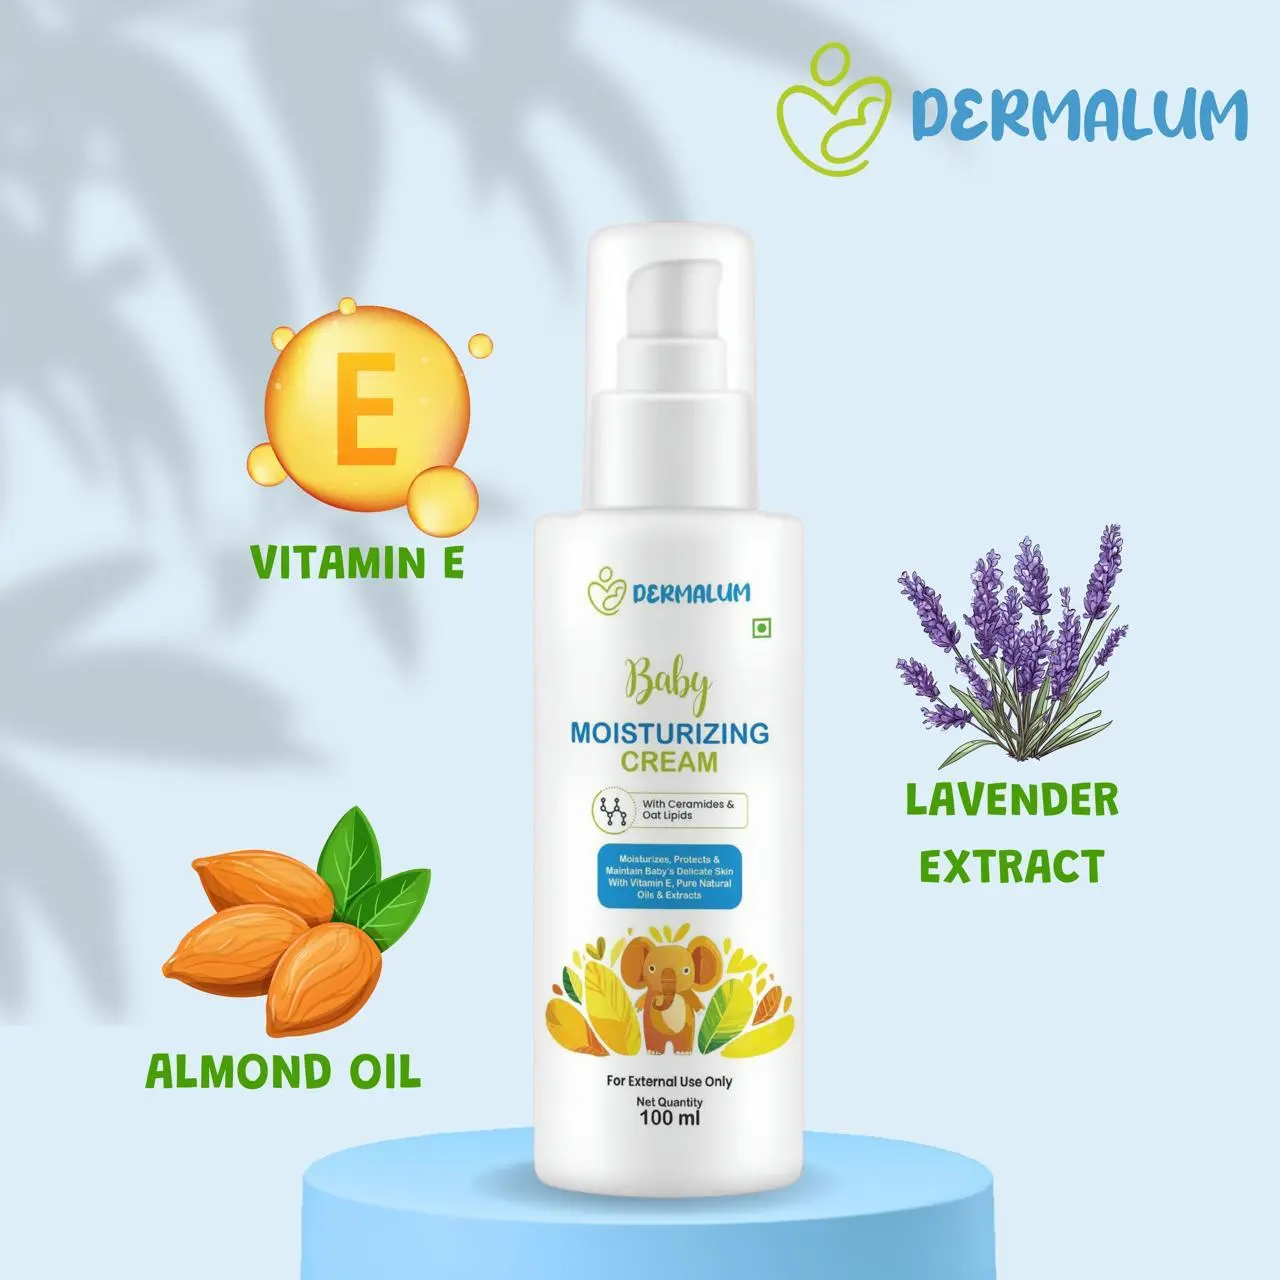 DERMALUM
E
VITAMIN E
DERMALUM
Baby
MOISTURIZING
CREAM
With Ceramides &
Oat Lipids
Moisturizes, Protects &
Maintain Baby's Delicate Skin
With Vitamin E, Pure Natural
Oils & Extracts
LAVENDER
EXTRACT
ALMOND OIL
For External Use Only
Net Quantity
100 ml